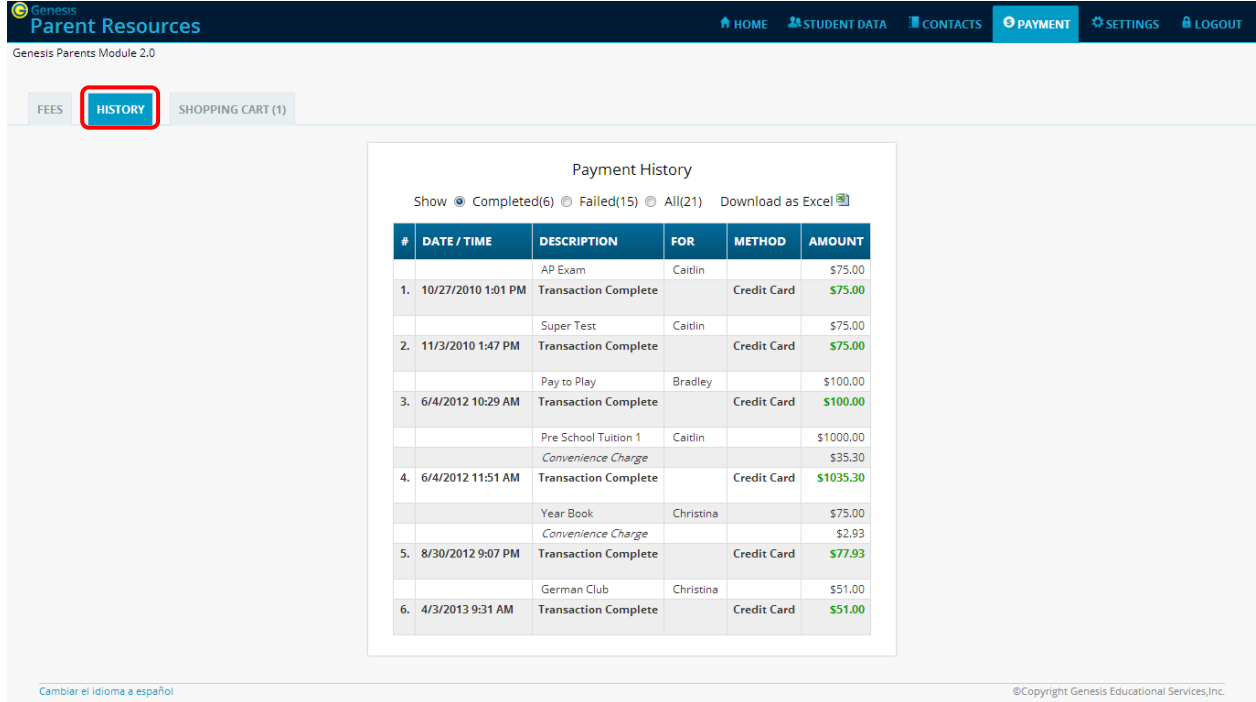 Genesis
Parent Resources
HOME STUDENT DATA CONTACTS PAYMENT SETTINGS LOGOUT
Genesis Parents Module 2.0
FEES HISTORY SHOPPING CART (1)
Payment History
Show Completed(6) Failed(15) All(21) Download as Excel
# DATE / TIME DESCRIPTION FOR METHOD AMOUNT
AP Exam Caitlin $75.00
1. 10/27/2010 1:01 PM Transaction Complete Credit Card $75.00
Super Test Caitlin $75.00
2. 11/3/2010 1:47 PM Transaction Complete Credit Card $75.00
Pay to Play Bradley $100.00
3. 6/4/2012 10:29 AM Transaction Complete Credit Card $100.00
Pre School Tuition 1 Caitlin $1000.00
Convenience Charge $35.30
4. 6/4/2012 11:51 AM Transaction Complete Credit Card $1035.30
Year Book Christina $75.00
Convenience Charge $2.93
5. 8/30/2012 9:07 PM Transaction Complete Credit Card $77.93
German Club Christina $51.00
6. 4/3/2013 9:31 AM Transaction Complete Credit Card $51.00
Cambiar el idioma a español ©Copyright Genesis Educational Services,Inc.